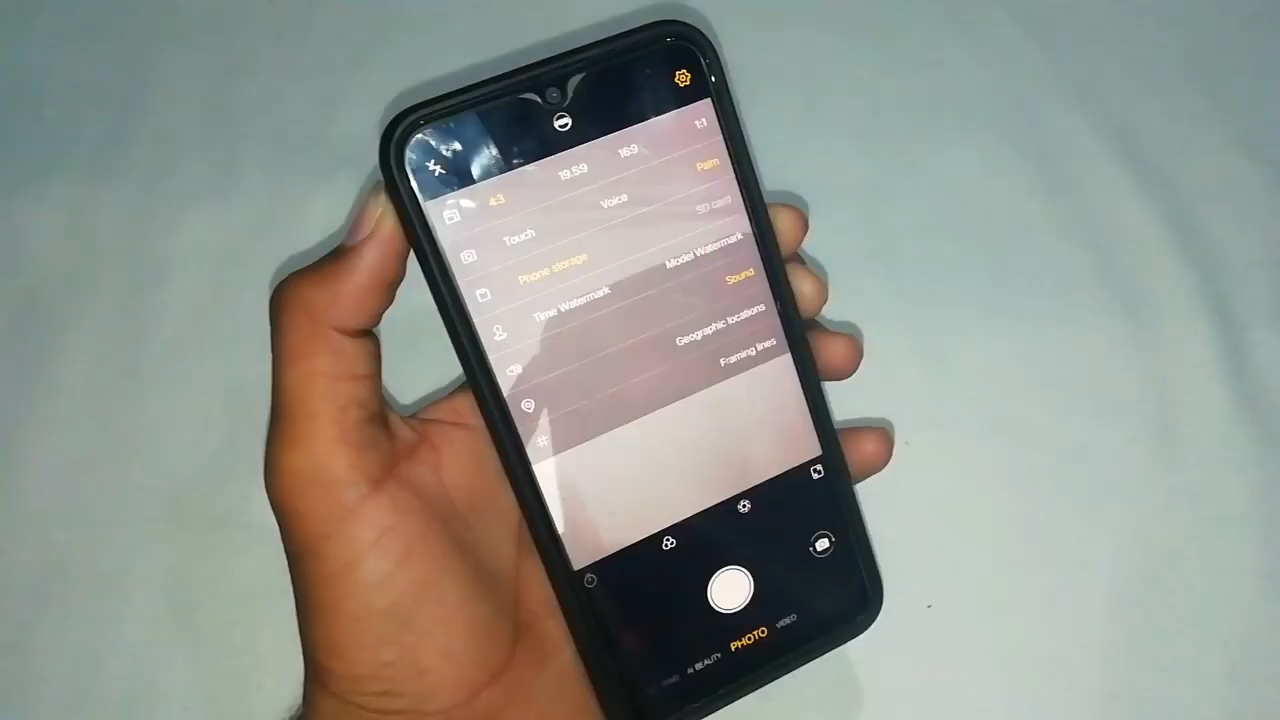 4:3 19.5:9 16:9 1:1
Touch Voice Palm
Phone storage SD card
Time Watermark Model Watermark
Sound
Geographic locations
Framing lines
AI BEAUTY PHOTO VIDEO